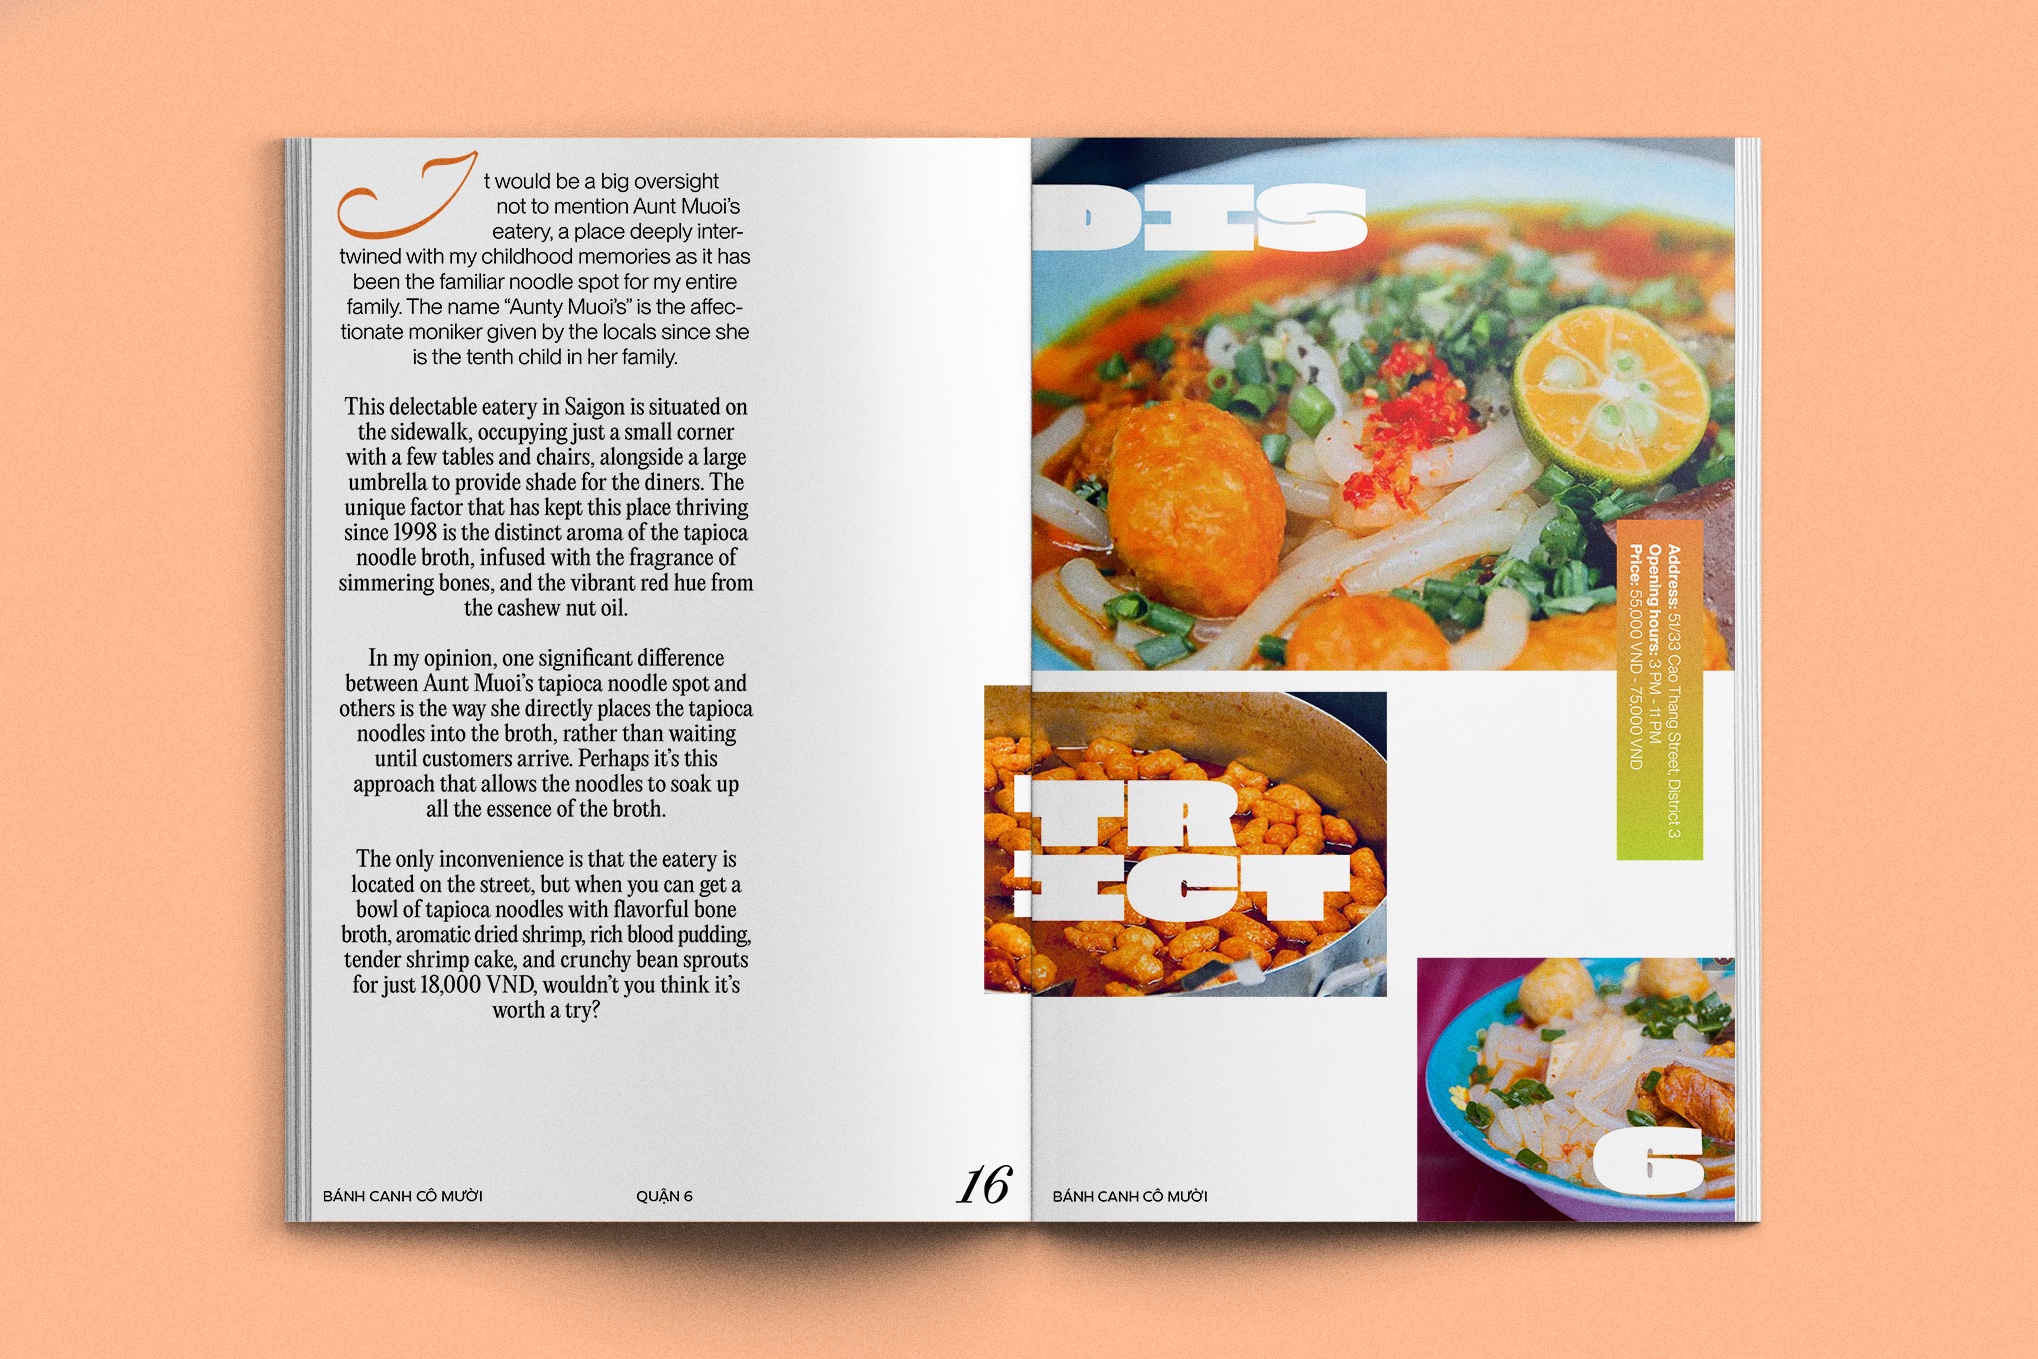 It would be a big oversight
not to mention Aunt Muoi’s
eatery, a place deeply inter-
twined with my childhood memories as it has
been the familiar noodle spot for my entire
family. The name “Aunty Muoi’s” is the affec-
tionate moniker given by the locals since she
is the tenth child in her family.
This delectable eatery in Saigon is situated on
the sidewalk, occupying just a small corner
with a few tables and chairs, alongside a large
umbrella to provide shade for the diners. The
unique factor that has kept this place thriving
since 1998 is the distinct aroma of the tapioca
noodle broth, infused with the fragrance of
simmering bones, and the vibrant red hue from
the cashew nut oil.
In my opinion, one significant difference
between Aunt Muoi’s tapioca noodle spot and
others is the way she directly places the tapioca
noodles into the broth, rather than waiting
until customers arrive. Perhaps it’s this
approach that allows the noodles to soak up
all the essence of the broth.
The only inconvenience is that the eatery is
located on the street, but when you can get a
bowl of tapioca noodles with flavorful bone
broth, aromatic dried shrimp, rich blood pudding,
tender shrimp cake, and crunchy bean sprouts
for just 18,000 VND, wouldn’t you think it’s
worth a try?
BÁNH CANH CÔ MƯỜI
QUẬN 6
16
DIS
TR
ICT
6
Address: 51/33 Cao Thang Street, District 3
Opening hours: 3 PM - 11 PM
Price: 55,000 VND - 75,000 VND
BÁNH CANH CÔ MƯỜI